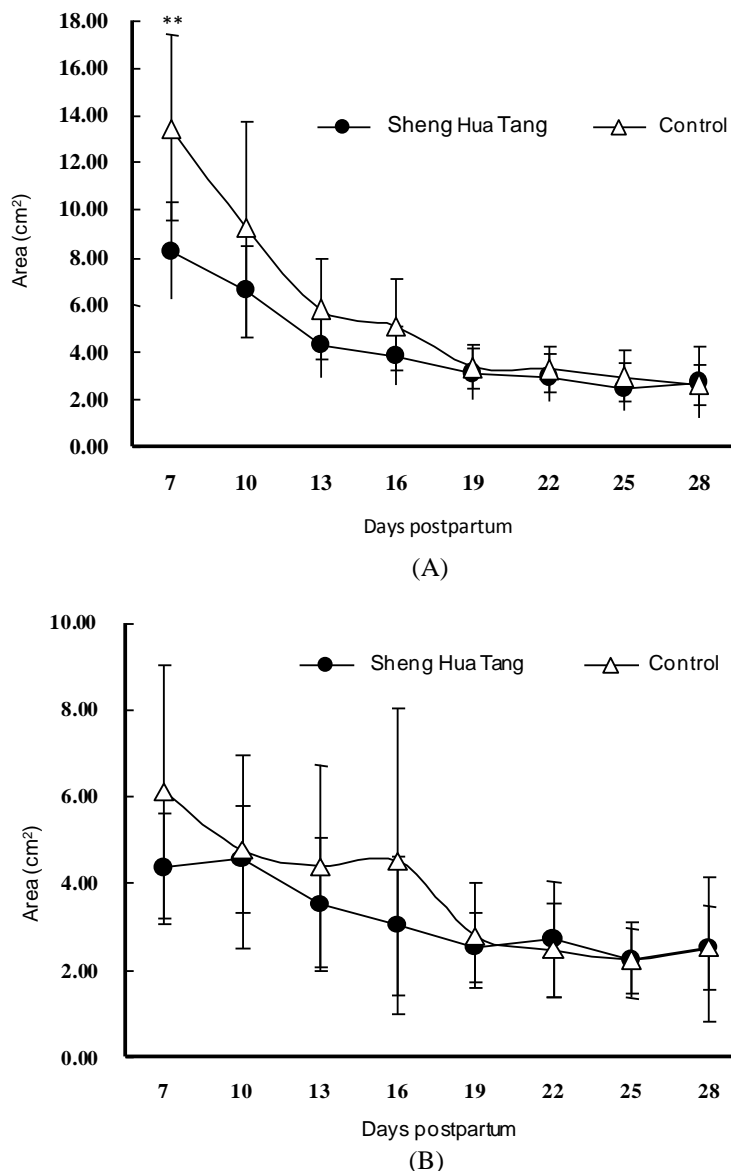 18.00
**
16.00
14.00
Sheng Hua Tang
Control
12.00
10.00
8.00
6.00
4.00
2.00
0.00
Area (cm²)
7 10 13 16 19 22 25 28
Days postpartum
(A)
10.00
Sheng Hua Tang
Control
8.00
6.00
4.00
2.00
0.00
Area (cm²)
7 10 13 16 19 22 25 28
Days postpartum
(B)